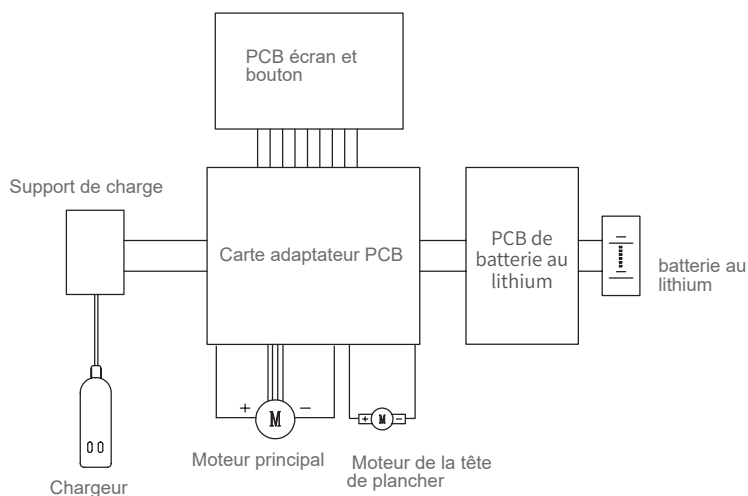 PCB écran et
bouton
Support de charge
Carte adaptateur PCB
PCB de
batterie au
lithium
batterie au
lithium
+
M
–
+
M
–
Moteur principal
Moteur de la tête
de plancher
Chargeur